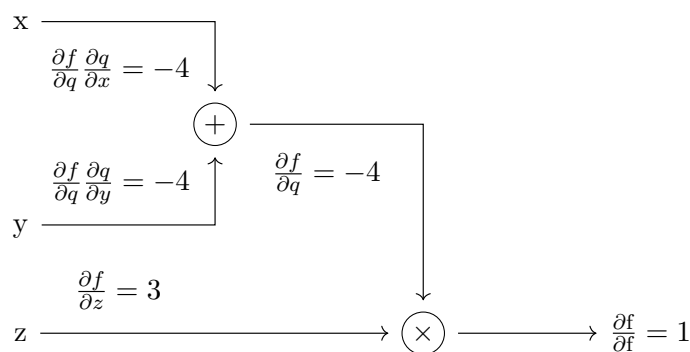 x
∂f/∂q ∂q/∂x = −4
+
∂f/∂q ∂q/∂y = −4
∂f/∂q = −4
y
∂f/∂z = 3
z
×
∂f/∂f = 1